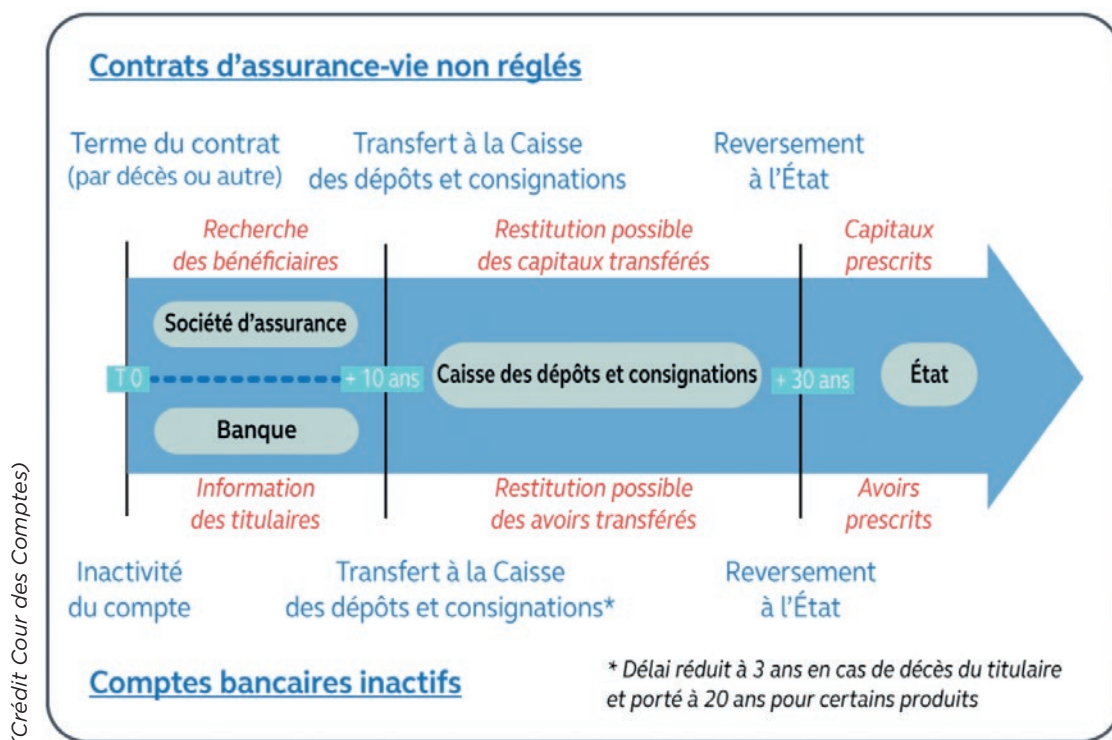 Contrats d'assurance-vie non réglés
Terme du contrat
(par décès ou autre)
Transfert à la Caisse
des dépôts et consignations
Reversement
à l'État
Recherche
des bénéficiaires
Restitution possible
des capitaux transférés
Capitaux
prescrits
Société d'assurance
T 0
+ 10 ans
Caisse des dépôts et consignations
+ 30 ans
État
Banque
Information
des titulaires
Restitution possible
des avoirs transférés
Avoirs
prescrits
Inactivité
du compte
Transfert à la Caisse
des dépôts et consignations*
Reversement
à l'État
Comptes bancaires inactifs
* Délai réduit à 3 ans en cas de décès du titulaire
et porté à 20 ans pour certains produits
(Crédit Cour des Comptes)